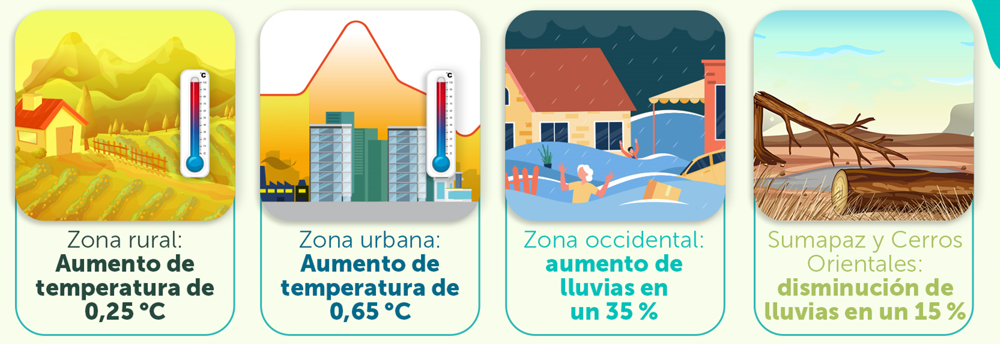 °C
°C
Zona rural:
Aumento de
temperatura de
0,25 °C
Zona urbana:
Aumento de
temperatura de
0,65 °C
Zona occidental:
aumento de
lluvias en
un 35 %
Sumapaz y Cerros
Orientales:
disminución de
lluvias en un 15 %